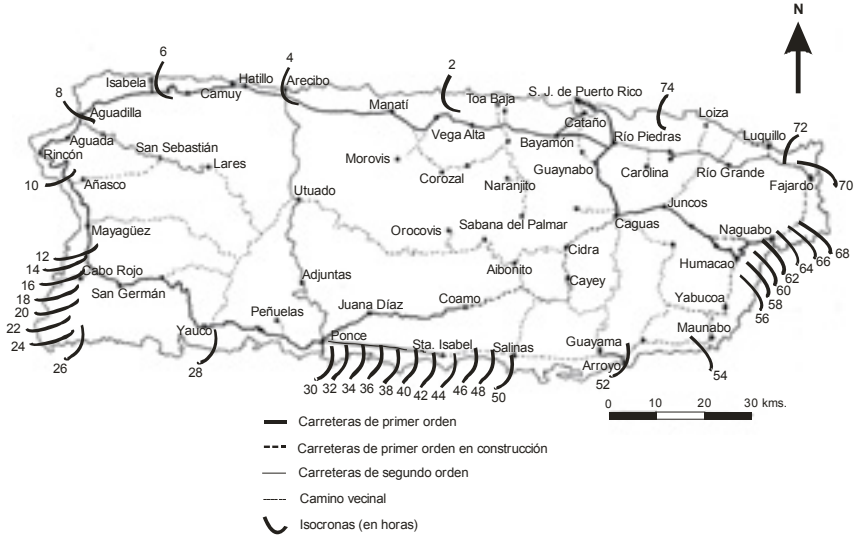 N
6
4
2
74
72
70
8
Isabela
Hatillo
Arecibo
Camuy
Manatí
Toa Baja
S. J. de Puerto Rico
Loiza
Aguadilla
Vega Alta
Cataño
Bayamón
Río Piedras
Luquillo
Aguada
Rincón
San Sebastián
Lares
Morovis
Corozal
Guaynabo
Carolina
Río Grande
Fajardo
10
Añasco
Naranjito
Utuado
Juncos
Mayagüez
Orocovis
Sabana del Palmar
Caguas
Naguabo
68
66
64
62
60
58
56
12
14
16
18
20
22
24
26
Cabo Rojo
San Germán
Adjuntas
Aibonito
Cidra
Cayey
Humacao
Yabucoa
Peñuelas
Juana Díaz
Coamo
Yauco
Ponce
Sta. Isabel
Salinas
Guayama
Arroyo
Maunabo
28
30
32
34
36
38
40
42
44
46
48
50
52
54
0 10 20 30 kms.
Carreteras de primer orden
Carreteras de primer orden en construcción
Carreteras de segundo orden
Camino vecinal
Isocronas (en horas)